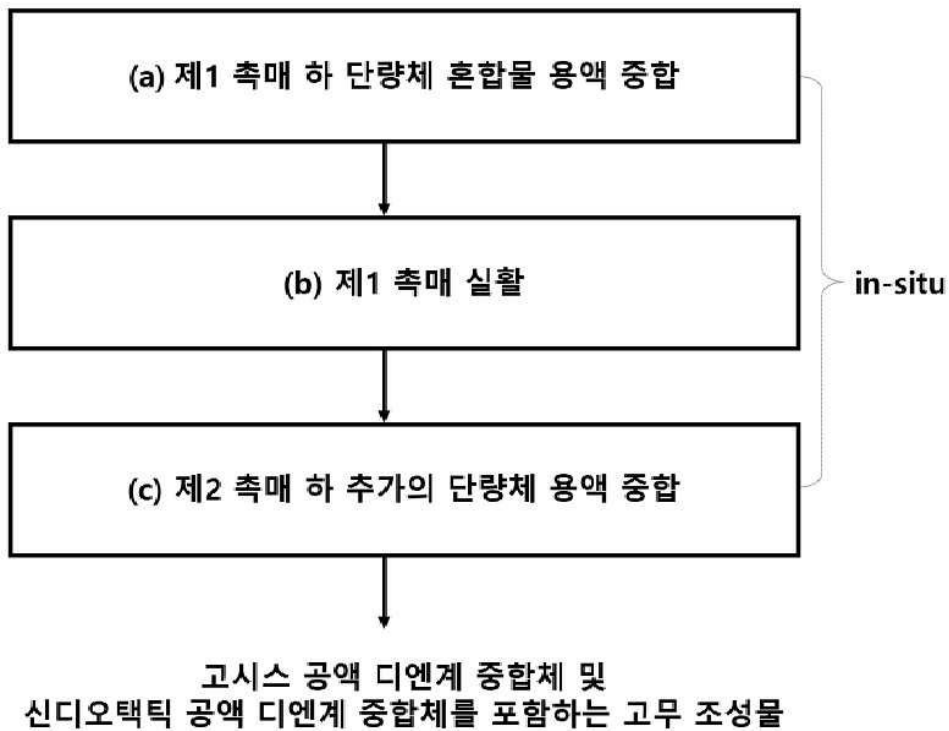 (a) 제1 촉매 하 단량체 혼합물 용액 중합
(b) 제1 촉매 실활
in-situ
(c) 제2 촉매 하 추가의 단량체 용액 중합
고시스 공액 디엔계 중합체 및
신디오택틱 공액 디엔계 중합체를 포함하는 고무 조성물